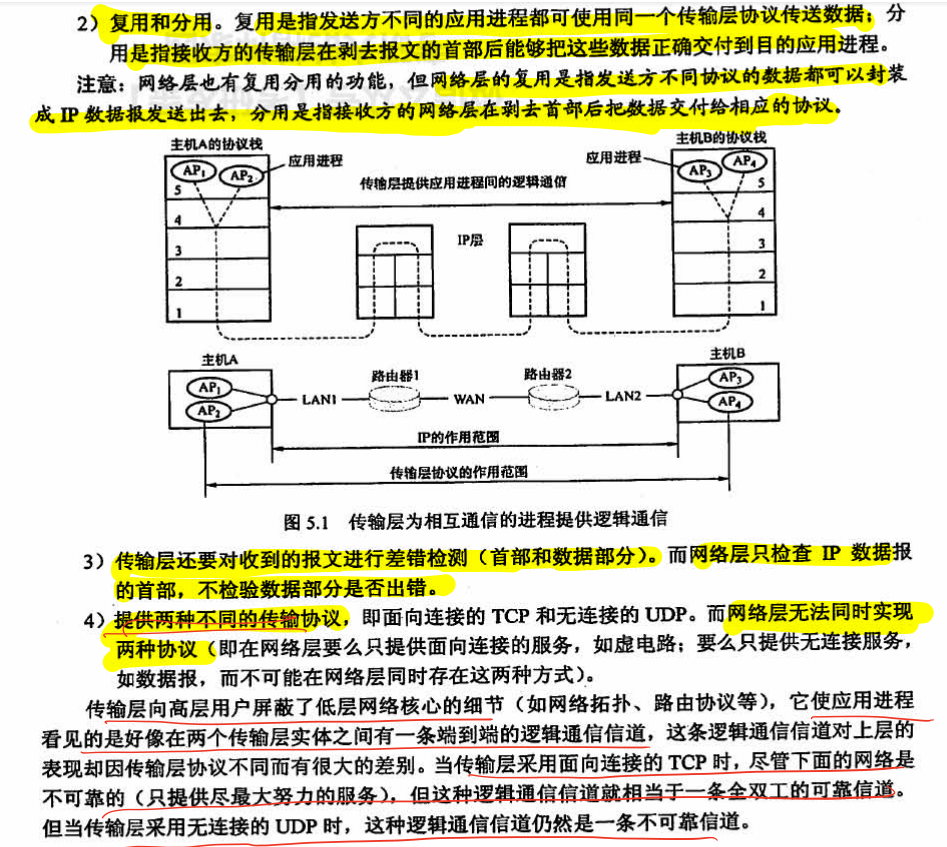 2）复用和分用。复用是指发送方不同的应用进程都可使用同一个传输层协议传送数据；分
用是指接收方的传输层在剥去报文的首部后能够把这些数据正确交付到目的应用进程。
注意：网络层也有复用分用的功能，但网络层的复用是指发送方不同协议的数据都可以封装
成 IP 数据报发送出去，分用是指接收方的网络层在剥去首部后把数据交付给相应的协议。
主机A的协议栈
主机B的协议栈
AP1
AP2
应用进程
应用进程
AP3
AP4
传输层提供应用进程间的逻辑通信
5
4
3
2
1
IP层
5
4
3
2
1
主机A
主机B
AP1
AP2
LAN1
路由器1
WAN
路由器2
LAN2
AP3
AP4
IP的作用范围
传输层协议的作用范围
图 5.1 传输层为相互通信的进程提供逻辑通信
3）传输层还要对收到的报文进行差错检测（首部和数据部分）。而网络层只检查 IP 数据报
的首部，不检验数据部分是否出错。
4）提供两种不同的传输协议，即面向连接的 TCP 和无连接的 UDP。而网络层无法同时实现
两种协议（即在网络层要么只提供面向连接的服务，如虚电路；要么只提供无连接服务，
如数据报，而不可能在网络层同时存在这两种方式）。
传输层向高层用户屏蔽了低层网络核心的细节（如网络拓扑、路由协议等），它使应用进程
看见的是好像在两个传输层实体之间有一条端到端的逻辑通信信道，这条逻辑通信信道对上层的
表现却因传输层协议不同而有很大的差别。当传输层采用面向连接的 TCP 时，尽管下面的网络是
不可靠的（只提供尽最大努力的服务），但这种逻辑通信信道就相当于一条全双工的可靠信道。
但当传输层采用无连接的 UDP 时，这种逻辑通信信道仍然是一条不可靠信道。